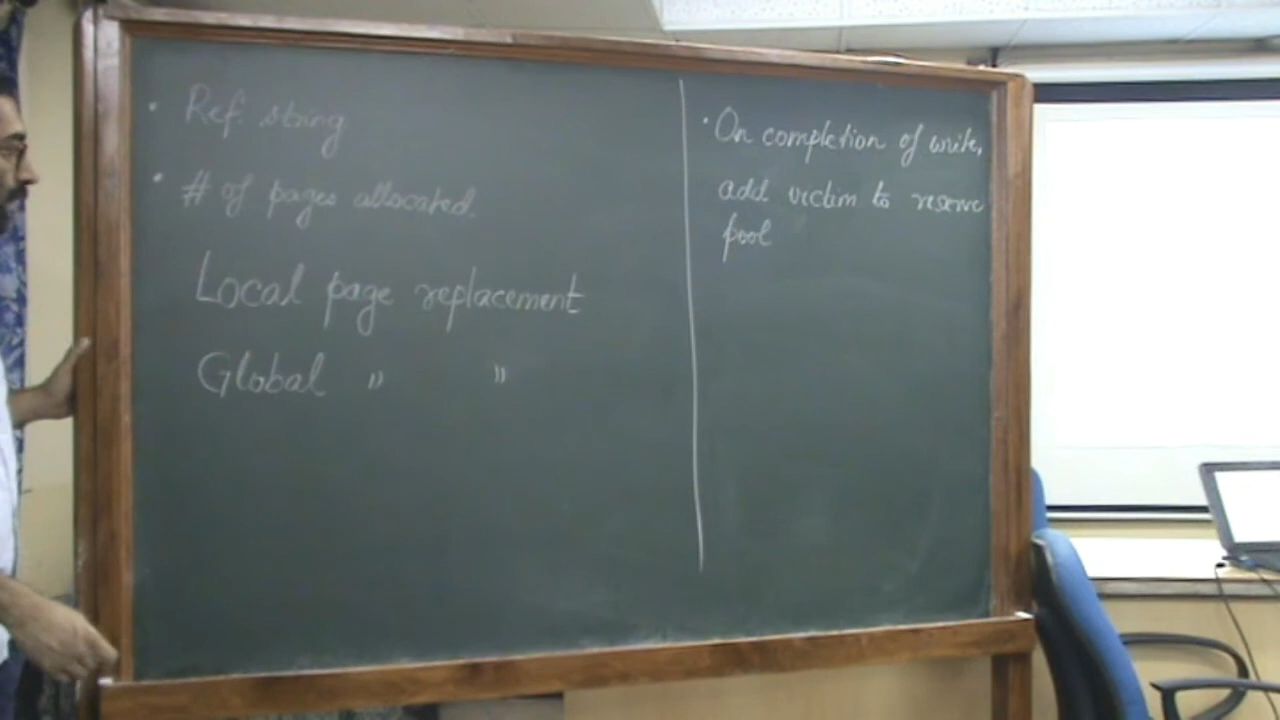 • Ref. string
• # of pages allocated.
Local page replacement
Global " "
• On completion of write,
add victim to reserve
pool